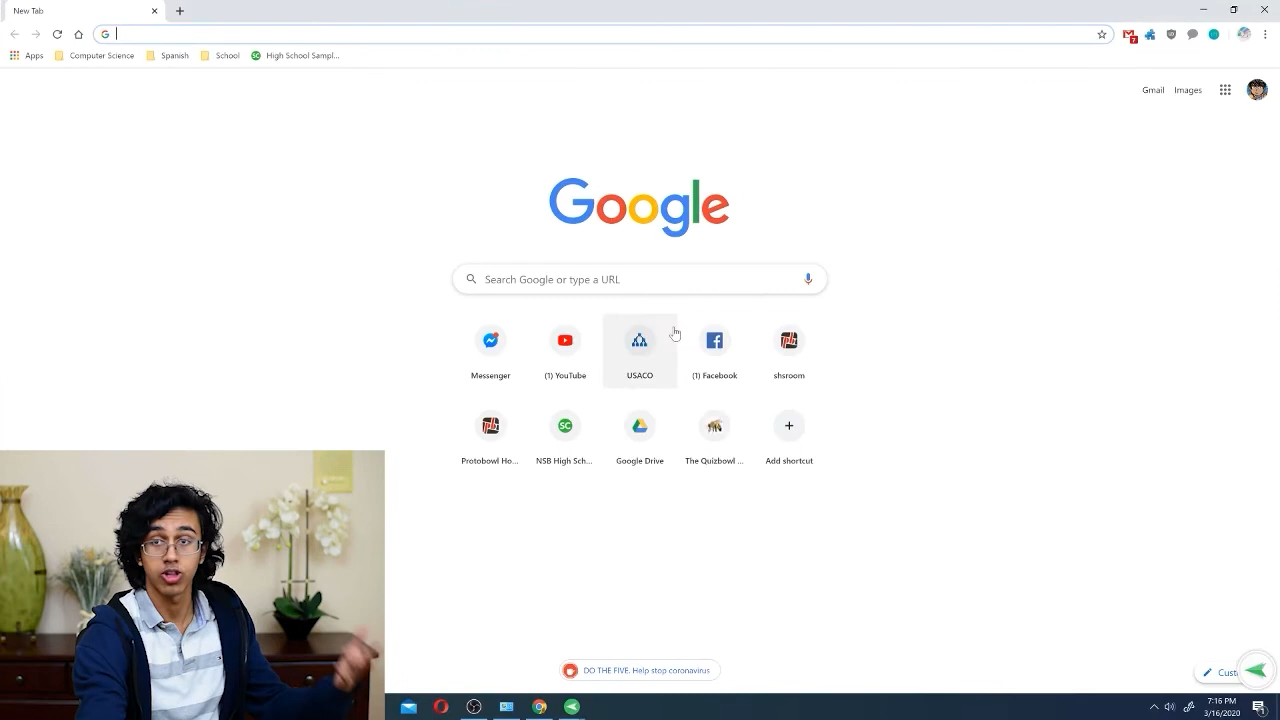 New Tab
Apps Computer Science Spanish School High School Sampl...
Gmail Images
Google
Search Google or type a URL
Messenger (1) YouTube USACO (1) Facebook shsroom
Protobowl Ho... NSB High Sch... Google Drive The Quizbowl ... Add shortcut
DO THE FIVE. Help stop coronavirus
Cust
7:16 PM
3/16/2020